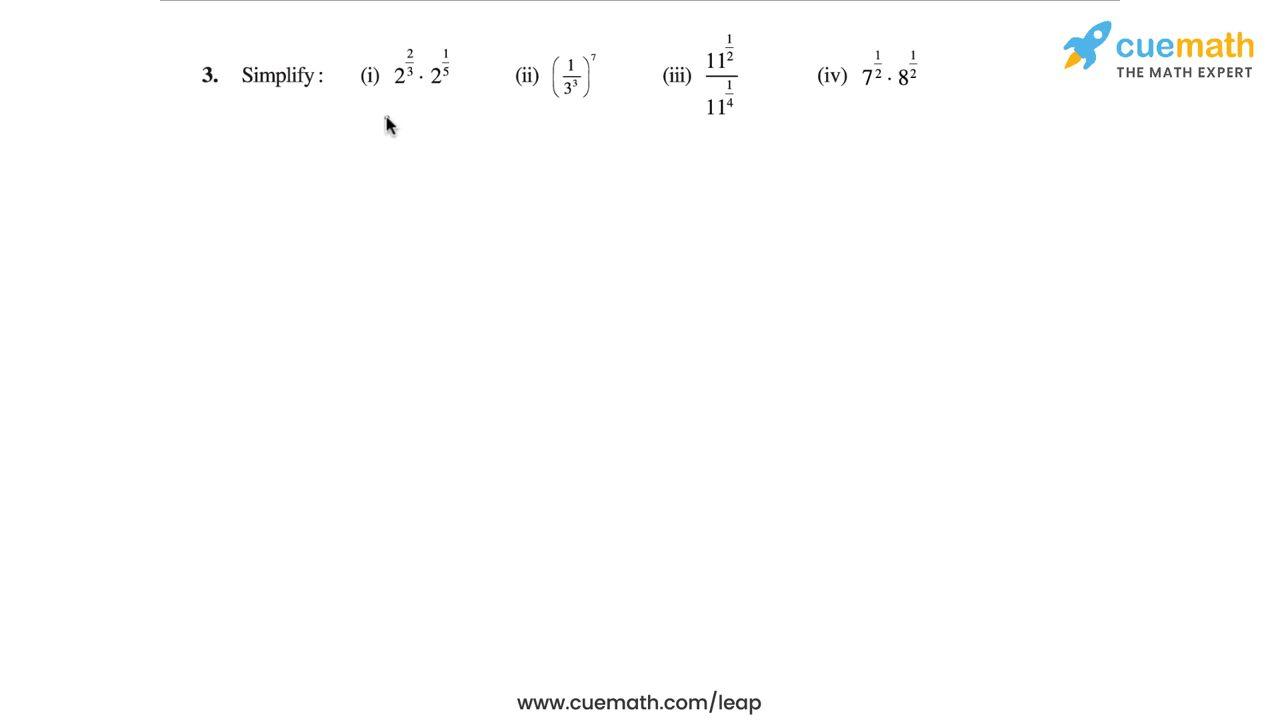 3. Simplify: (i) 2^(2/3) · 2^(1/5) (ii) (1/3^3)^7 (iii) 11^(1/2) / 11^(1/4) (iv) 7^(1/2) · 8^(1/2)
cuemath
THE MATH EXPERT
www.cuemath.com/leap